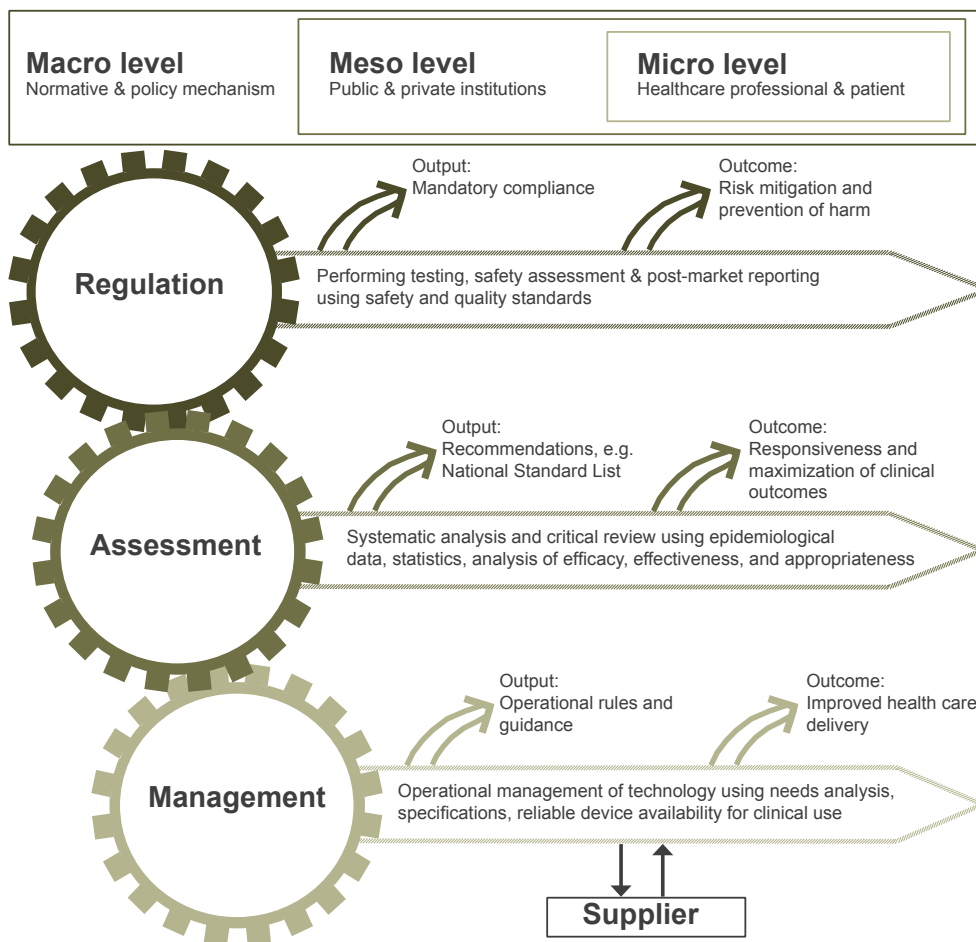 Macro level
Normative & policy mechanism
Meso level
Public & private institutions
Micro level
Healthcare professional & patient
Output:
Mandatory compliance
Outcome:
Risk mitigation and
prevention of harm
Regulation
Performing testing, safety assessment & post-market reporting
using safety and quality standards
Output:
Recommendations, e.g.
National Standard List
Outcome:
Responsiveness and
maximization of clinical
outcomes
Assessment
Systematic analysis and critical review using epidemiological
data, statistics, analysis of efficacy, effectiveness, and appropriateness
Output:
Operational rules and
guidance
Outcome:
Improved health care
delivery
Management
Operational management of technology using needs analysis,
specifications, reliable device availability for clinical use
Supplier